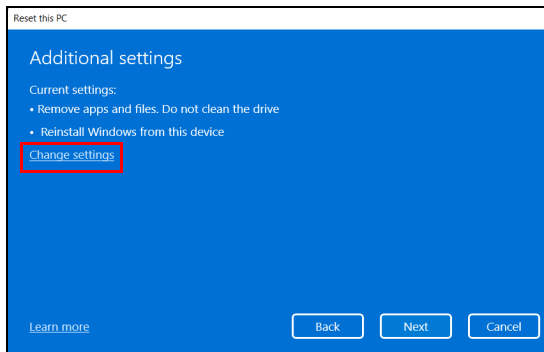 Reset this PC
Additional settings
Current settings:
• Remove apps and files. Do not clean the drive
• Reinstall Windows from this device
Change settings
Learn more
Back
Next
Cancel